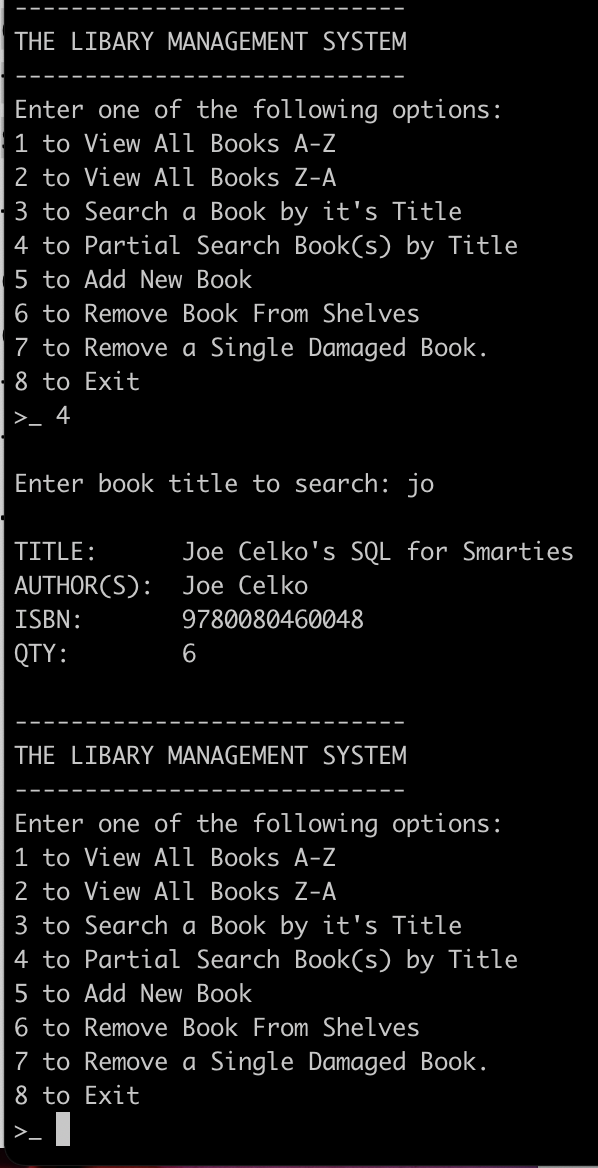 ----------------------------
THE LIBARY MANAGEMENT SYSTEM
----------------------------
Enter one of the following options:
1 to View All Books A-Z
2 to View All Books Z-A
3 to Search a Book by it's Title
4 to Partial Search Book(s) by Title
5 to Add New Book
6 to Remove Book From Shelves
7 to Remove a Single Damaged Book.
8 to Exit
>_ 4
Enter book title to search: jo
TITLE:      Joe Celko's SQL for Smarties
AUTHOR(S):  Joe Celko
ISBN:       9780080460048
QTY:        6
----------------------------
THE LIBARY MANAGEMENT SYSTEM
----------------------------
Enter one of the following options:
1 to View All Books A-Z
2 to View All Books Z-A
3 to Search a Book by it's Title
4 to Partial Search Book(s) by Title
5 to Add New Book
6 to Remove Book From Shelves
7 to Remove a Single Damaged Book.
8 to Exit
>_